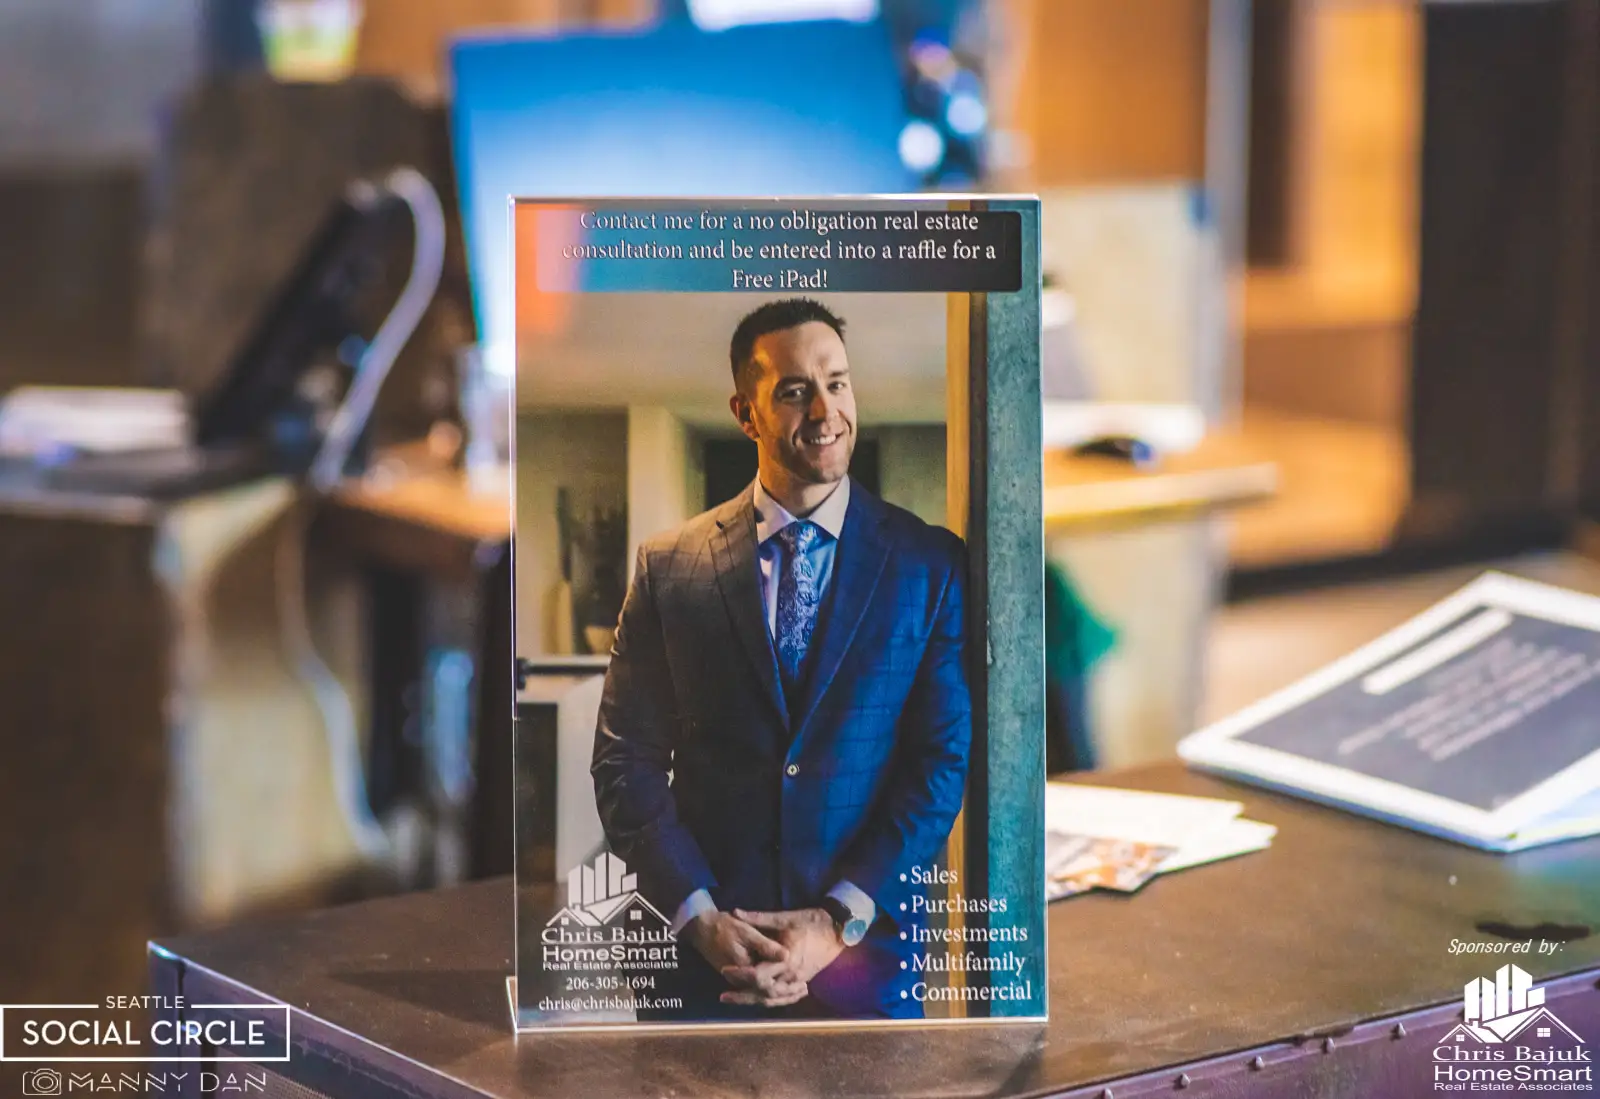 Contact me for a no obligation real estate
consultation and be entered into a raffle for a
Free iPad!
• Sales
• Purchases
• Investments
• Multifamily
• Commercial
Chris Bajuk
HomeSmart
Real Estate Associates
206-305-1694
chris@chrisbajuk.com
SEATTLE
SOCIAL CIRCLE
MANNY DAN
Sponsored by:
Chris Bajuk
HomeSmart
Real Estate Associates